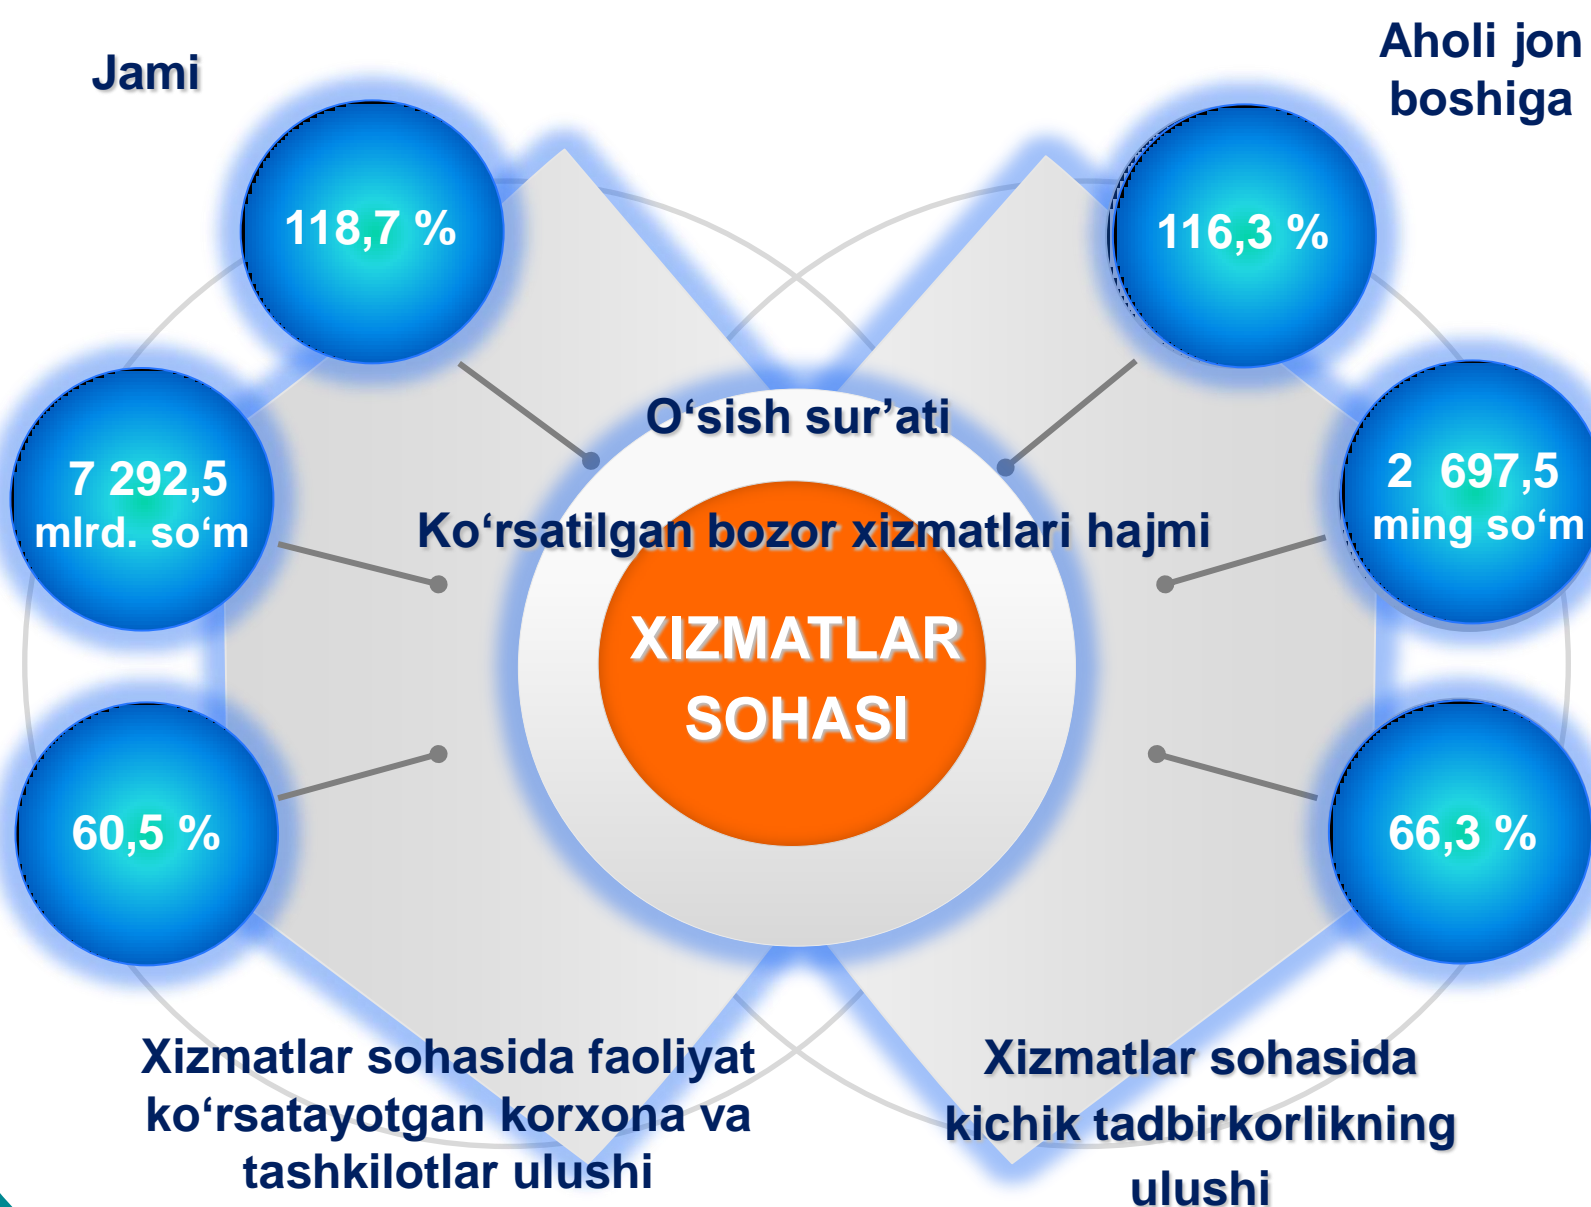 Jami
Aholi jon
boshiga
118,7 %
116,3 %
O‘sish sur’ati
7 292,5
mlrd. so‘m
2 697,5
ming so‘m
Ko‘rsatilgan bozor xizmatlari hajmi
XIZMATLAR
SOHASI
60,5 %
66,3 %
Xizmatlar sohasida faoliyat
ko‘rsatayotgan korxona va
tashkilotlar ulushi
Xizmatlar sohasida
kichik tadbirkorlikning
ulushi